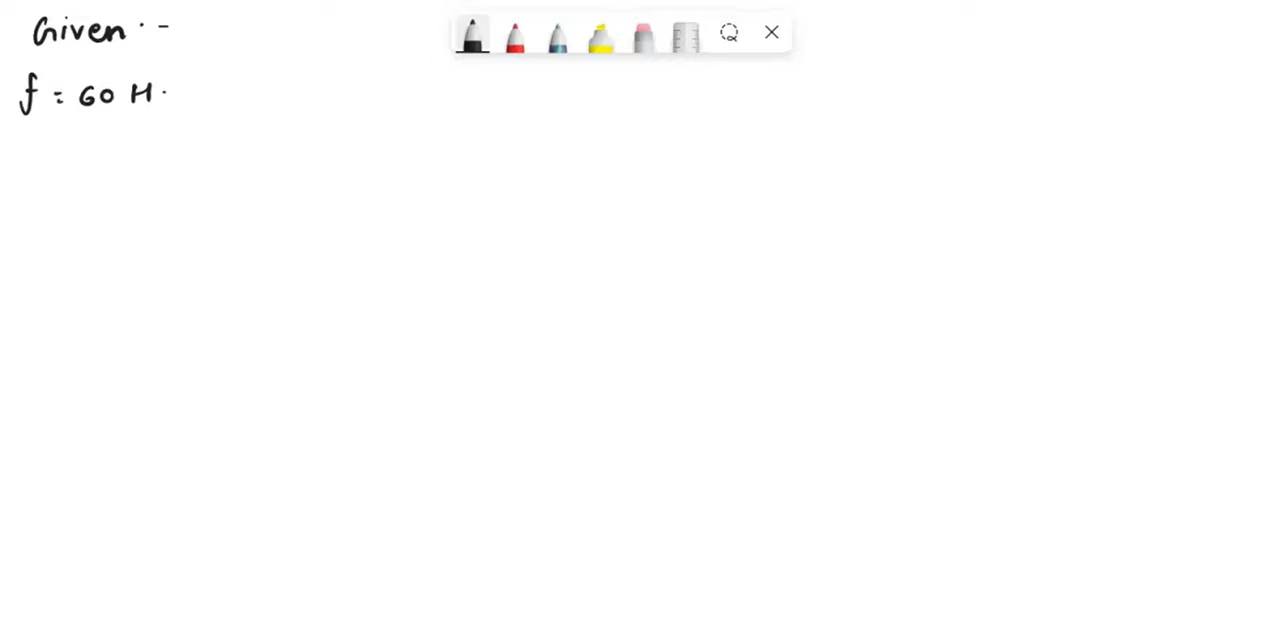 Given :-
f = 60 H.